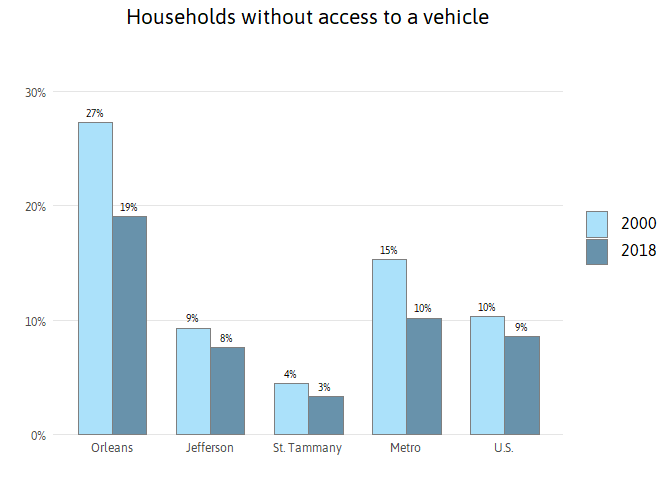 Households without access to a vehicle
30%
20%
10%
0%
27%
19%
9%
8%
4%
3%
15%
10%
10%
9%
Orleans
Jefferson
St. Tammany
Metro
U.S.
2000
2018